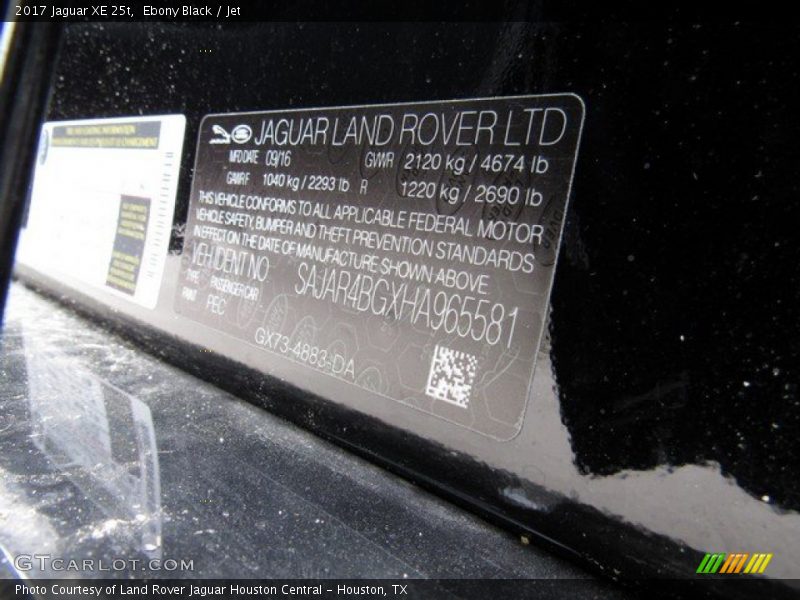 2017 Jaguar XE 25t, Ebony Black / Jet
JAGUAR LAND ROVER LTD
MFD DATE 09/16 GVWR 2120 kg / 4674 lb
GAWR F 1040 kg / 2293 lb R 1220 kg / 2690 lb
THIS VEHICLE CONFORMS TO ALL APPLICABLE FEDERAL MOTOR
VEHICLE SAFETY, BUMPER AND THEFT PREVENTION STANDARDS
IN EFFECT ON THE DATE OF MANUFACTURE SHOWN ABOVE
VEH IDENT NO SAJAR4BGXHA965581
TYPE PASSENGER CAR
PAINT PEC
GX73-4883-DA
GTCARLOT.COM
Photo Courtesy of Land Rover Jaguar Houston Central - Houston, TX